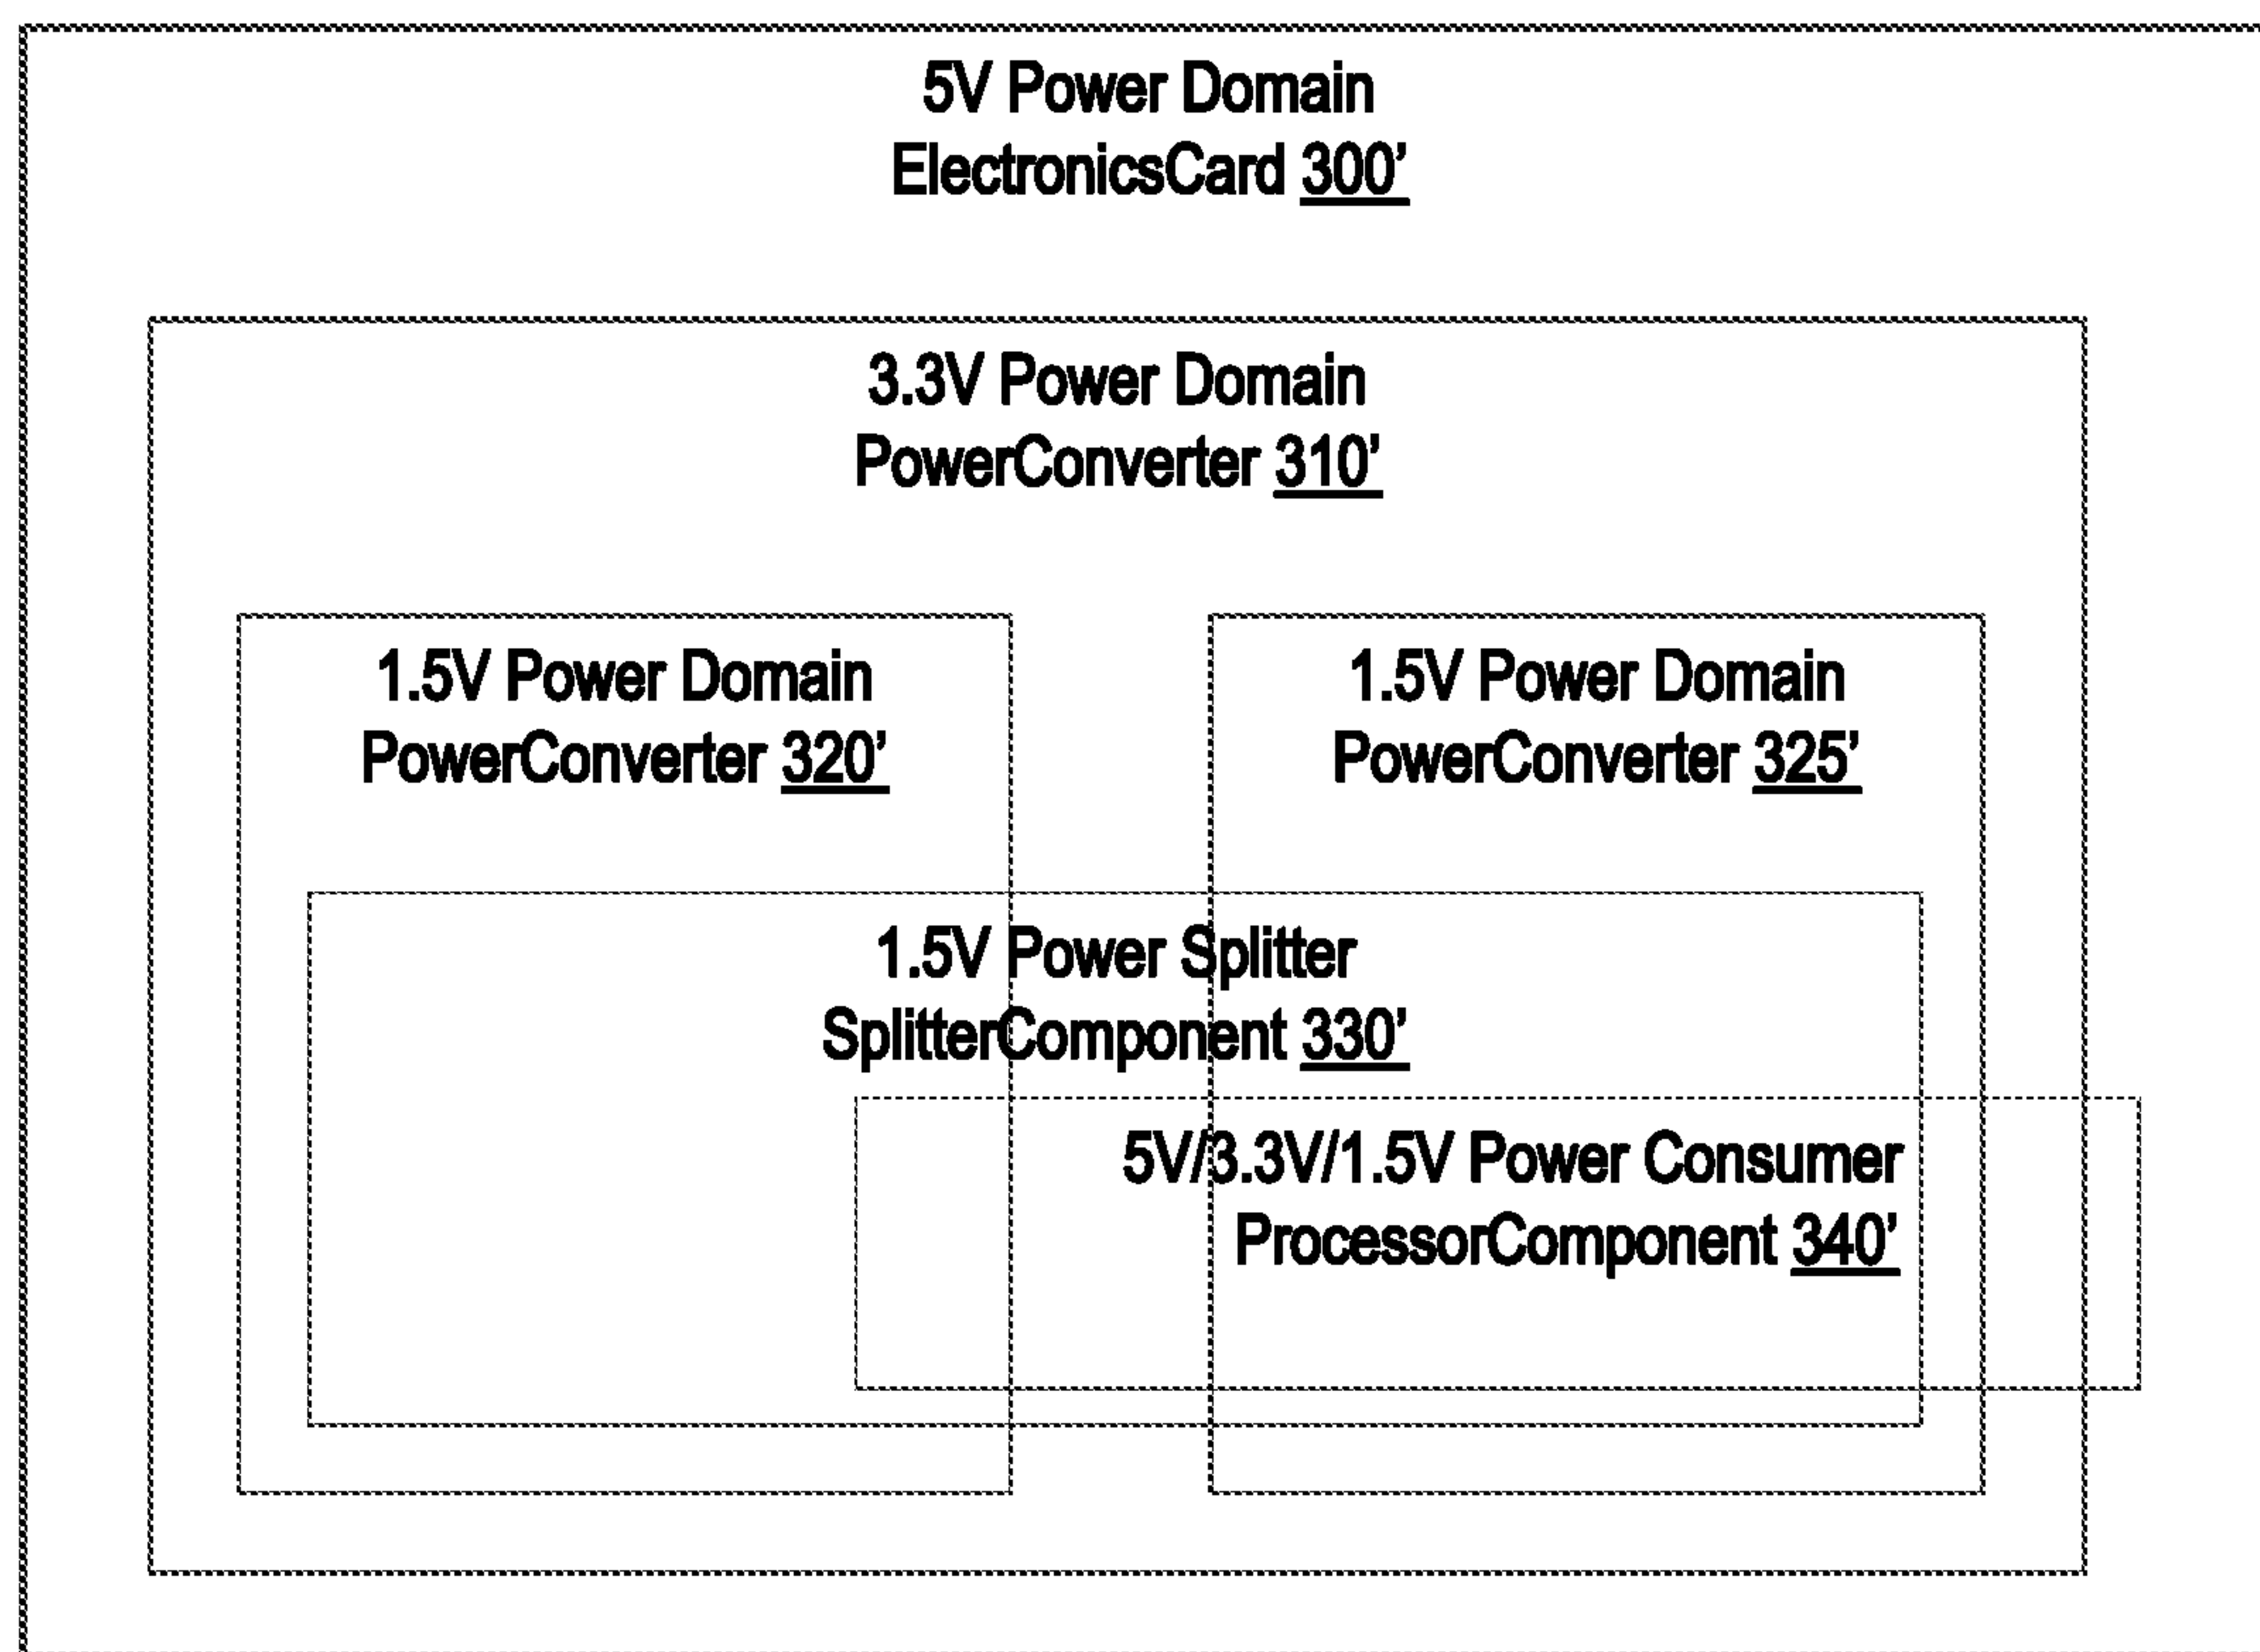 5V Power Domain
ElectronicsCard 300’
3.3V Power Domain
PowerConverter 310’
1.5V Power Domain
PowerConverter 320’
1.5V Power Domain
PowerConverter 325’
1.5V Power Splitter
SplitterComponent 330’
5V/3.3V/1.5V Power Consumer
ProcessorComponent 340’